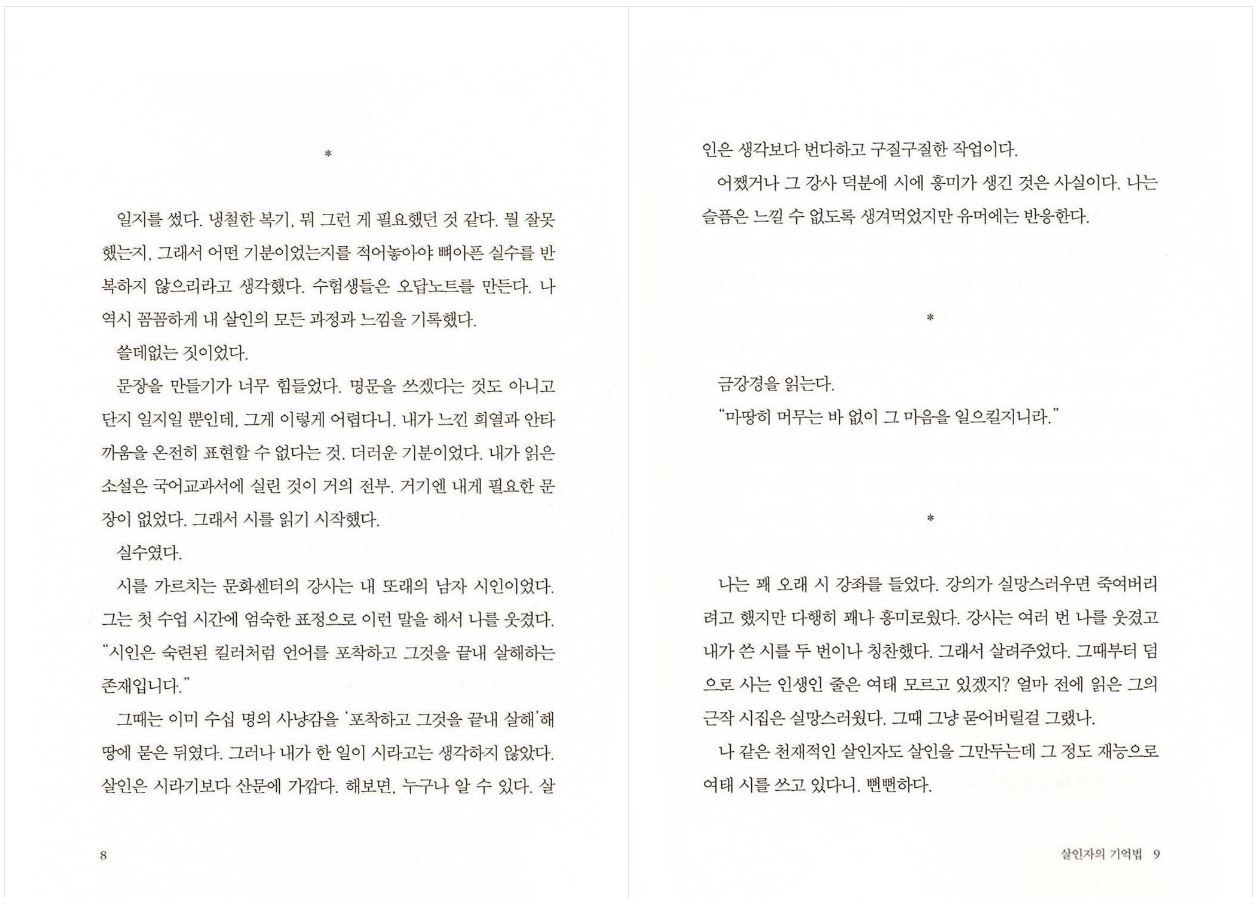 *
일지를 썼다. 냉철한 복기, 뭐 그런 게 필요했던 것 같다. 뭘 잘못
했는지, 그래서 어떤 기분이었는지를 적어놓아야 뼈아픈 실수를 반
복하지 않으리라고 생각했다. 수험생들은 오답노트를 만든다. 나
역시 꼼꼼하게 내 살인의 모든 과정과 느낌을 기록했다.
쓸데없는 짓이었다.
문장을 만들기가 너무 힘들었다. 명문을 쓰겠다는 것도 아니고
단지 일지일 뿐인데, 그게 이렇게 어렵다니. 내가 느낀 희열과 안타
까움을 온전히 표현할 수 없다는 것. 더러운 기분이었다. 내가 읽은
소설은 국어교과서에 실린 것이 거의 전부. 거기엔 내게 필요한 문
장이 없었다. 그래서 시를 읽기 시작했다.
실수였다.
시를 가르치는 문화센터의 강사는 내 또래의 남자 시인이었다.
그는 첫 수업 시간에 엄숙한 표정으로 이런 말을 해서 나를 웃겼다.
“시인은 숙련된 킬러처럼 언어를 포착하고 그것을 끝내 살해하는
존재입니다.”
그때는 이미 수십 명의 사냥감을 ‘포착하고 그것을 끝내 살해’해
땅에 묻은 뒤였다. 그러나 내가 한 일이 시라고는 생각하지 않았다.
살인은 시라기보다 산문에 가깝다. 해보면, 누구나 알 수 있다. 살
8
인은 생각보다 번다하고 구질구질한 작업이다.
어쨌거나 그 강사 덕분에 시에 흥미가 생긴 것은 사실이다. 나는
슬픔은 느낄 수 없도록 생겨먹었지만 유머에는 반응한다.
*
금강경을 읽는다.
“마땅히 머무는 바 없이 그 마음을 일으킬지니라.”
*
나는 꽤 오래 시 강좌를 들었다. 강의가 실망스러우면 죽여버리
려고 했지만 다행히 꽤나 흥미로웠다. 강사는 여러 번 나를 웃겼고
내가 쓴 시를 두 번이나 칭찬했다. 그래서 살려주었다. 그때부터 덤
으로 사는 인생인 줄은 여태 모르고 있겠지? 얼마 전에 읽은 그의
근작 시집은 실망스러웠다. 그때 그냥 묻어버릴걸 그랬나.
나 같은 천재적인 살인자도 살인을 그만두는데 그 정도 재능으로
여태 시를 쓰고 있다니. 뻔뻔하다.
살인자의 기억법 9